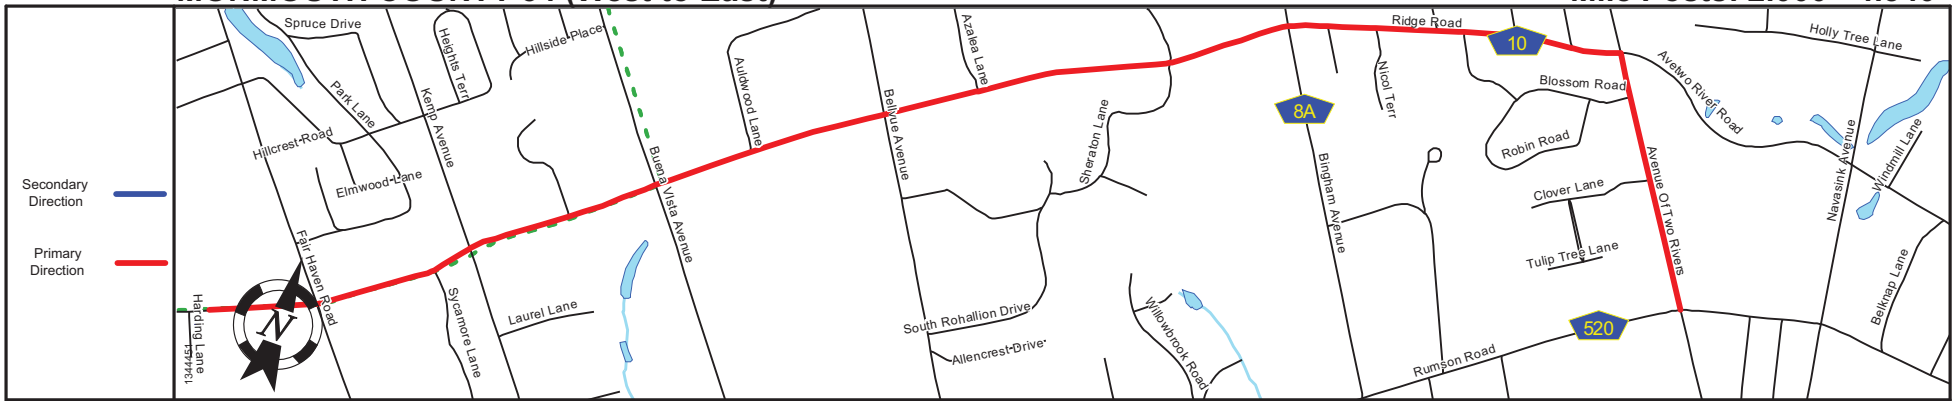 Secondary
Direction
Primary
Direction
Spruce Drive
Heights Terr
Hillside Place
Park Lane
Kemp Avenue
Hillcrest Road
Elmwood Lane
Fair Haven Road
Harding Lane
1344451
N
Sycamore Lane
Laurel Lane
Buena VIsta Avenue
Auldwood Lane
Azalea Lane
Bellvue Avenue
Sheraton Lane
South Rohallion Drive
Allencrest Drive
Willowbrook Road
Ridge Road
10
8A
Nicol Terr
Bingham Avenue
Blossom Road
Robin Road
Clover Lane
Tulip Tree Lane
Avenue Of Two Rivers
Rumson Road
520
Avetwo River Road
Holly Tree Lane
Navasink Avenue
Windmill Lane
Belknap Lane